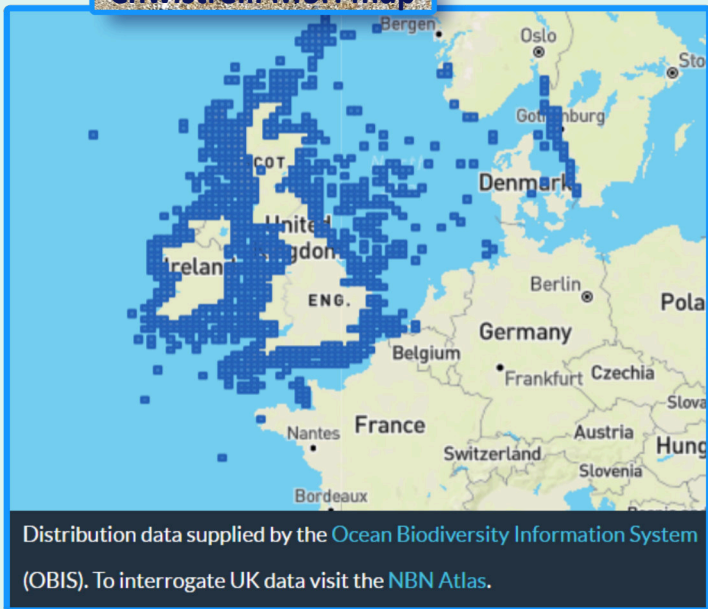 Bergen
Oslo
Sto
Gothenburg
COT
North
Denmark
United
Kingdom
Ireland
ENG.
Berlin
Pola
Germany
Belgium
Frankfurt
Czechia
Slova
France
Nantes
Austria
Hung
Switzerland
Slovenia
Bordeaux
Distribution data supplied by the Ocean Biodiversity Information System
(OBIS). To interrogate UK data visit the NBN Atlas.